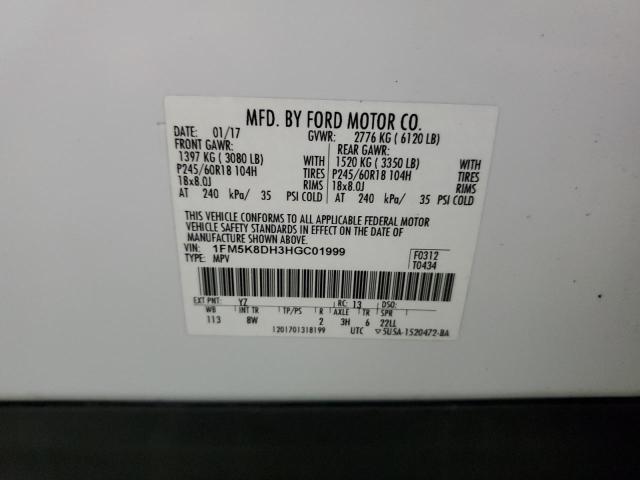 MFD. BY FORD MOTOR CO.
DATE: 01/17 GVWR: 2776 KG ( 6120 LB)
FRONT GAWR: REAR GAWR:
1397 KG ( 3080 LB) WITH 1520 KG ( 3350 LB) WITH
P245/60R18 104H TIRES P245/60R18 104H TIRES
18x8.0J RIMS 18x8.0J RIMS
AT 240 kPa/ 35 PSI COLD AT 240 kPa/ 35 PSI COLD
THIS VEHICLE CONFORMS TO ALL APPLICABLE FEDERAL MOTOR
VEHICLE SAFETY STANDARDS IN EFFECT ON THE DATE OF
MANUFACTURE SHOWN ABOVE.
VIN: 1FM5K8DH3HGC01999 F0312
TYPE: MPV T0434
EXT PNT: YZ RC: 13 DSO:
WB INT TR TP/PS R AXLE TR SPR
113 8W 2 3H 6 22LL
1201701318199 UTC ▽5U5A-1520472-BA